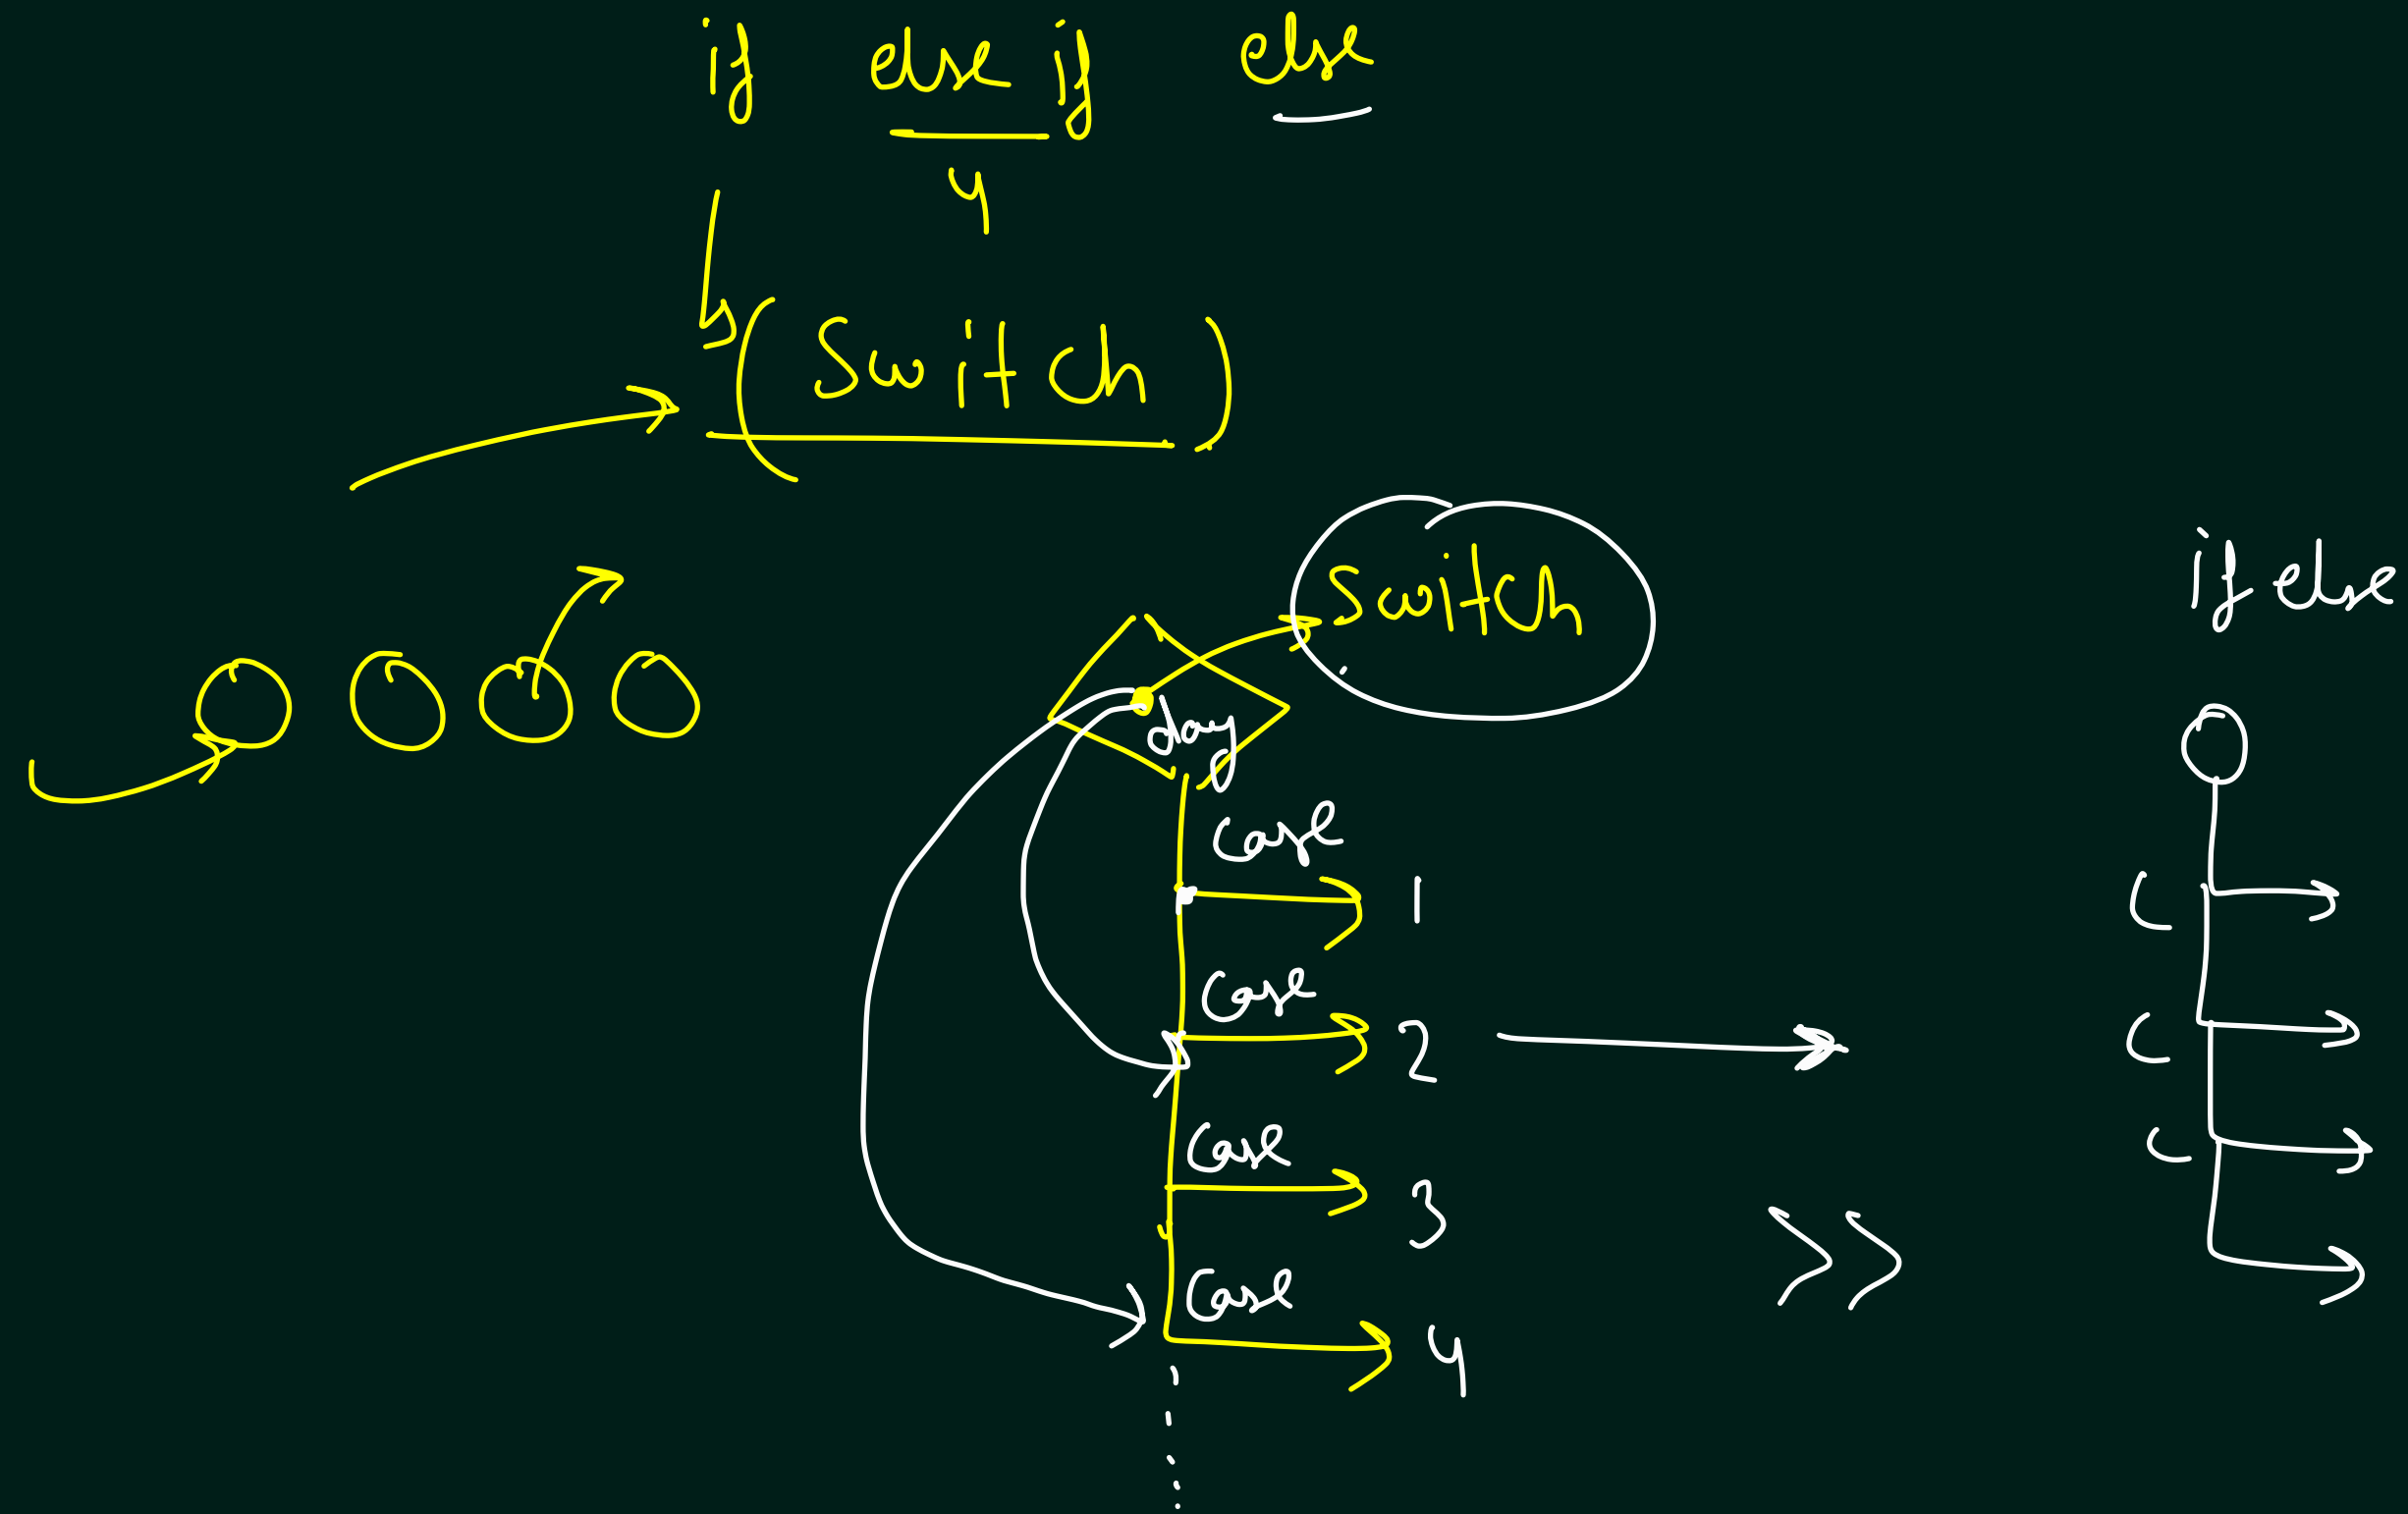 if else if else
4
(Switch)
Switch
if else
day
case
1
C
case
2
C
case
3
C
case
4